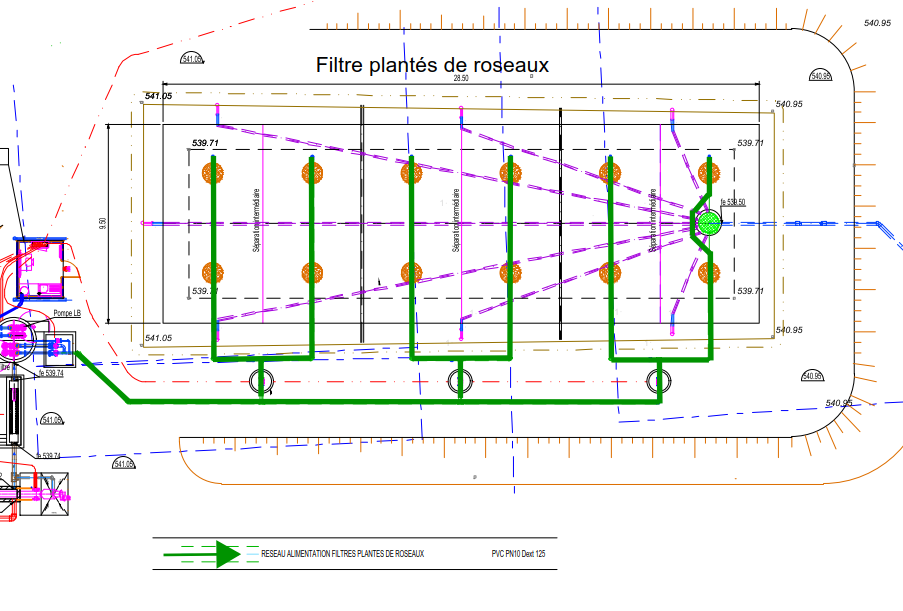 540.95
541.05
Filtre plantés de roseaux
28.50
540.95
541.05
540.95
539.71
539.71
fe 539.50
9.50
Séparation intermédiaire
Séparation intermédiaire
Séparation intermédiaire
539.71
539.71
Pompe LB
541.05
540.95
fe 539.74
540.95
540.95
541.05
fe 539.74
541.05
RESEAU ALIMENTATION FILTRES PLANTES DE ROSEAUX
PVC PN10 Dext 125